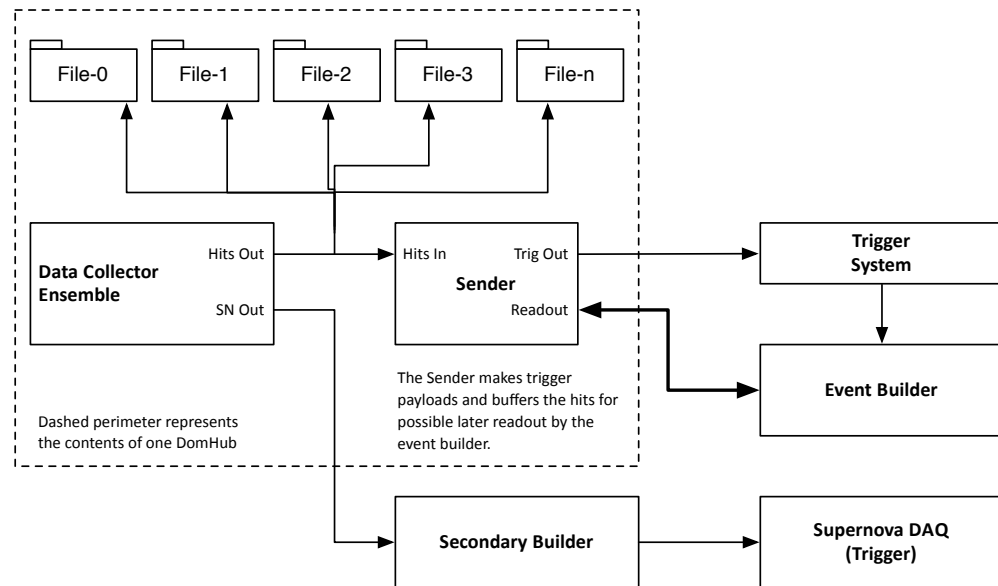 File-0
File-1
File-2
File-3
File-n
Data Collector
Ensemble
Hits Out
SN Out
Hits In
Sender
Trig Out
Readout
Trigger
System
Event Builder
Dashed perimeter represents
the contents of one DomHub
The Sender makes trigger
payloads and buffers the hits for
possible later readout by the
event builder.
Secondary Builder
Supernova DAQ
(Trigger)